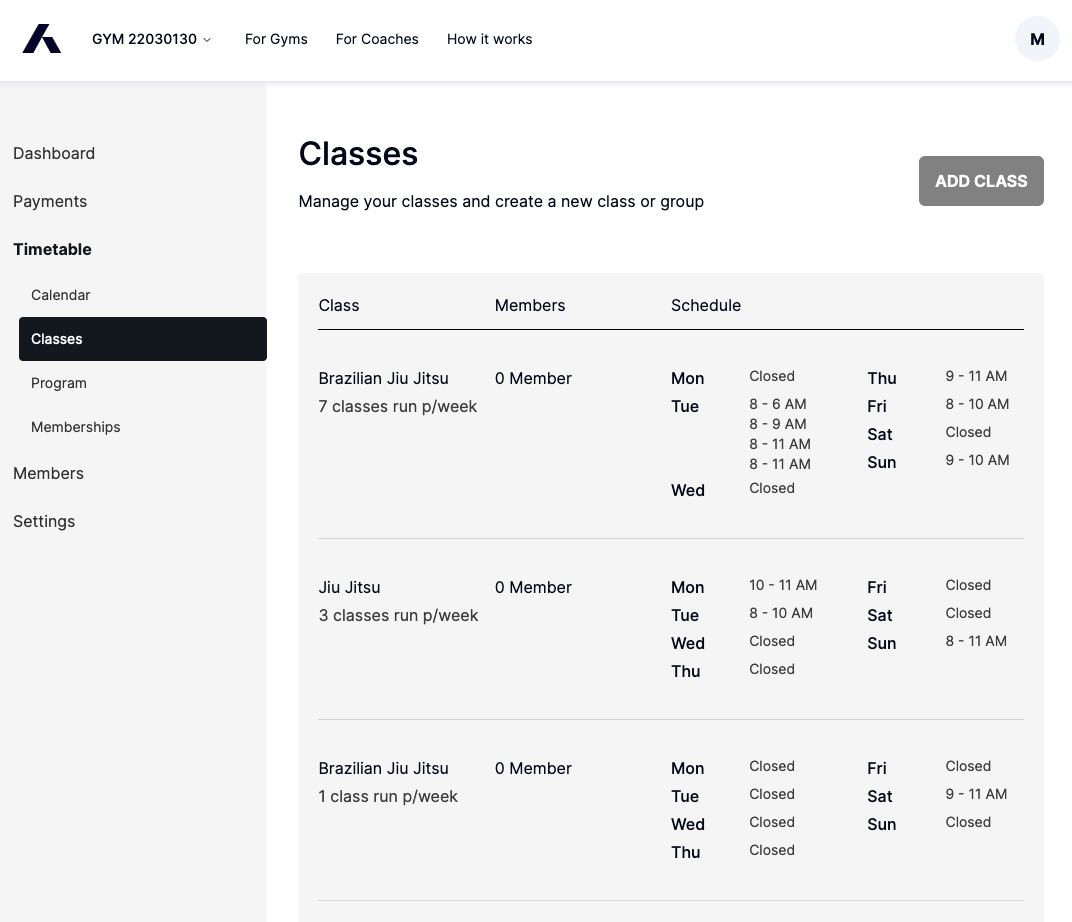 GYM 22030130
For Gyms
For Coaches
How it works
M
Dashboard
Payments
Timetable
Calendar
Classes
Program
Memberships
Members
Settings
Classes
Manage your classes and create a new class or group
ADD CLASS
Class Members Schedule
Brazilian Jiu Jitsu
7 classes run p/week
0 Member
Mon Closed
Tue 8 - 6 AM
8 - 9 AM
8 - 11 AM
8 - 11 AM
Wed Closed
Thu 9 - 11 AM
Fri 8 - 10 AM
Sat Closed
Sun 9 - 10 AM
Jiu Jitsu
3 classes run p/week
0 Member
Mon 10 - 11 AM
Tue 8 - 10 AM
Wed Closed
Thu Closed
Fri Closed
Sat Closed
Sun 8 - 11 AM
Brazilian Jiu Jitsu
1 class run p/week
0 Member
Mon Closed
Tue Closed
Wed Closed
Thu Closed
Fri Closed
Sat 9 - 11 AM
Sun Closed